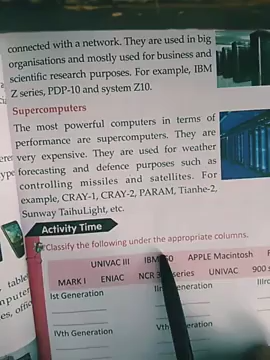 connected with a network. They are used in big
organisations and mostly used for business and
scientific research purposes. For example, IBM
Z series, PDP-10 and system Z10.
Supercomputers
The most powerful computers in terms of
performance are supercomputers. They are
very expensive. They are used for weather
forecasting and defence purposes such as
controlling missiles and satellites. For
example, CRAY-1, CRAY-2, PARAM, Tianhe-2,
Sunway TaihuLight, etc.
Activity Time
Classify the following under the appropriate columns.
UNIVAC III APPLE Macintosh
MARK I ENIAC NCR series UNIVAC 900
Ist Generation
IVth Generation
table